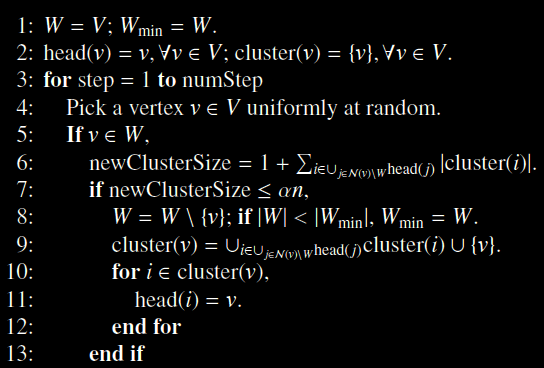 1: W = V; W_min = W.
2: head(v) = v, ∀v ∈ V; cluster(v) = {v}, ∀v ∈ V.
3: for step = 1 to numStep
4: Pick a vertex v ∈ V uniformly at random.
5: If v ∈ W,
6: newClusterSize = 1 + ∑_{i∈∪_{j∈N(v)\W}head(j)} |cluster(i)|.
7: if newClusterSize ≤ αn,
8: W = W \ {v}; if |W| < |W_min|, W_min = W.
9: cluster(v) = ∪_{i∈∪_{j∈N(v)\W}head(j)}cluster(i) ∪ {v}.
10: for i ∈ cluster(v),
11: head(i) = v.
12: end for
13: end if